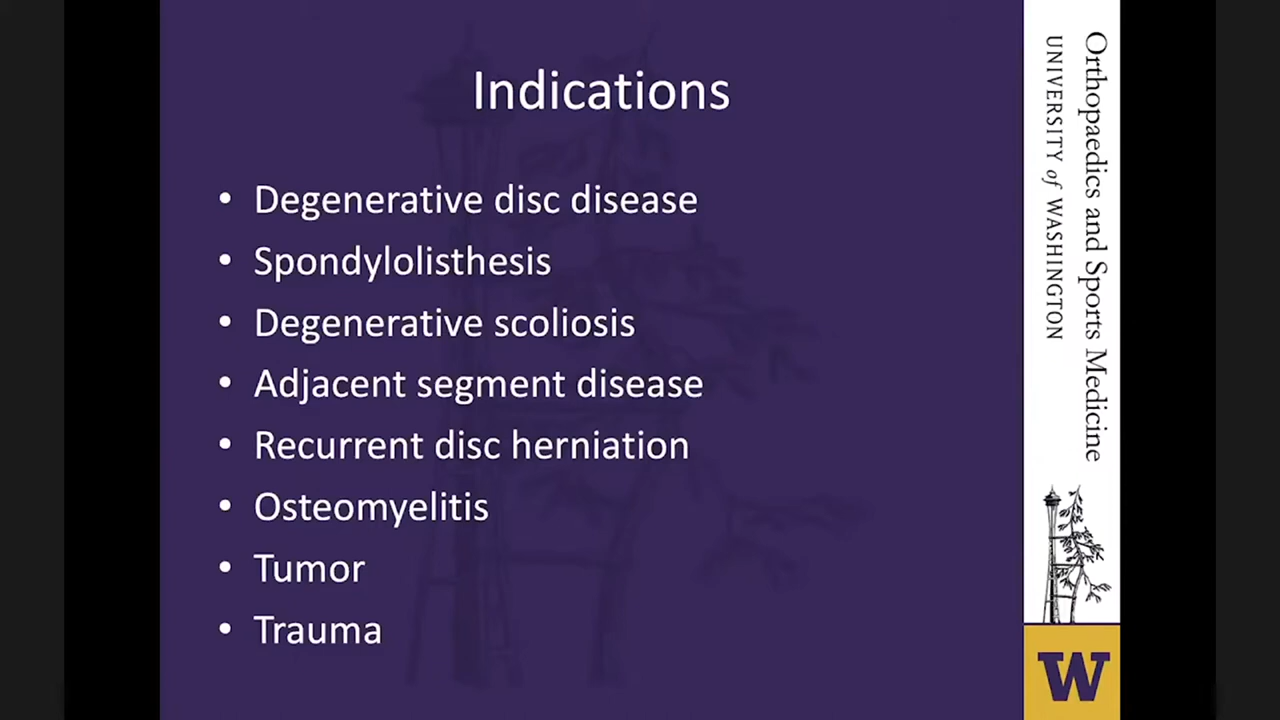 Indications
• Degenerative disc disease
• Spondylolisthesis
• Degenerative scoliosis
• Adjacent segment disease
• Recurrent disc herniation
• Osteomyelitis
• Tumor
• Trauma
Orthopaedics and Sports Medicine
UNIVERSITY of WASHINGTON
W